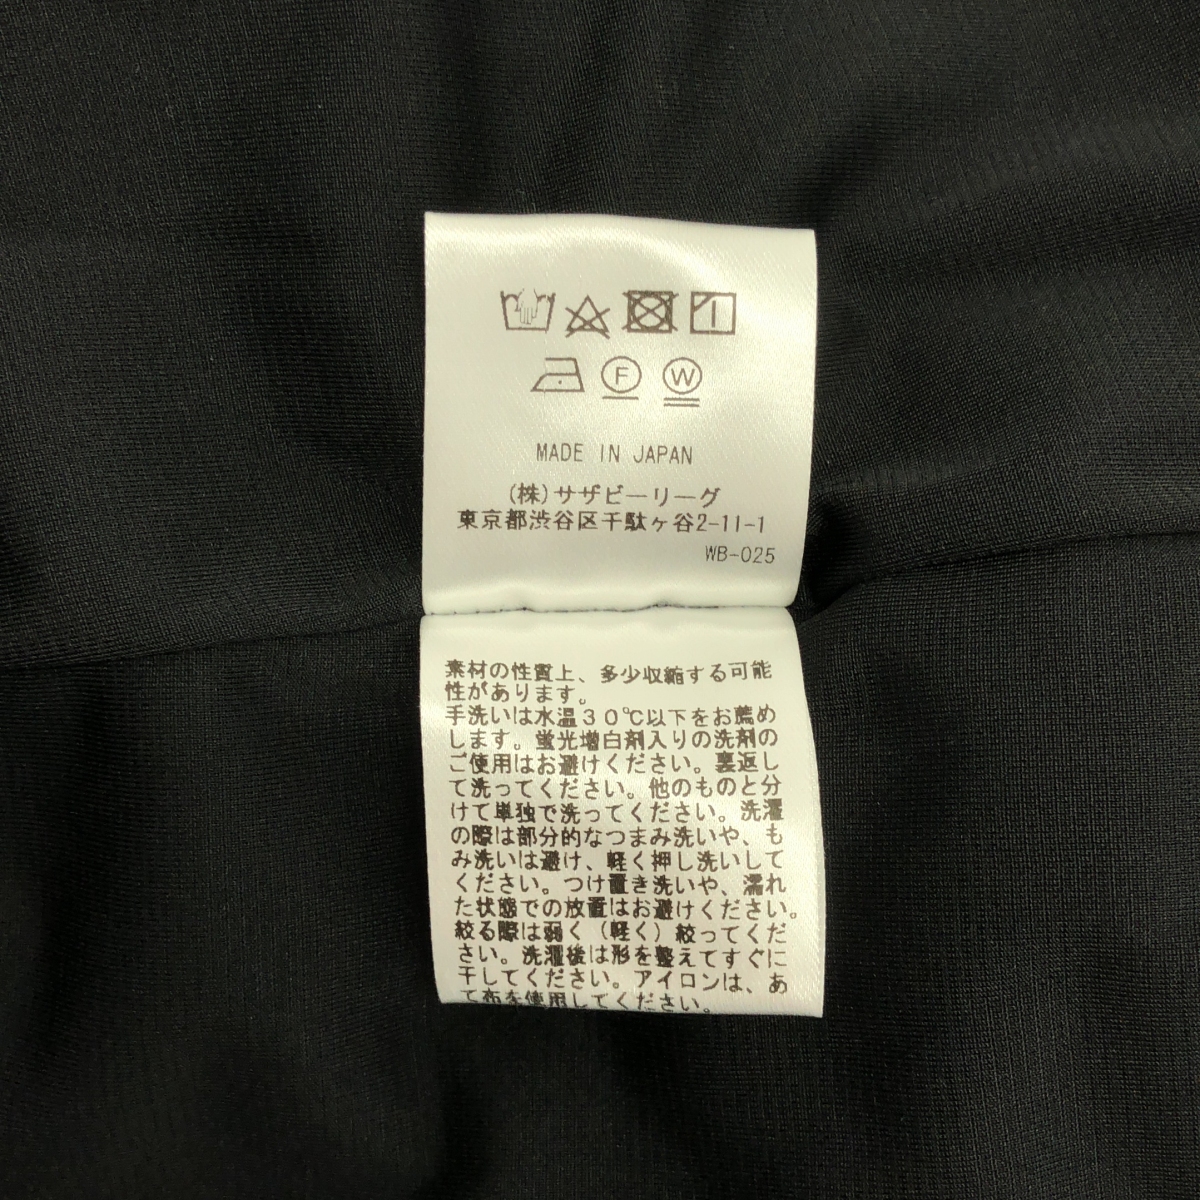 F W
MADE IN JAPAN
(株)サザビーリーグ
東京都渋谷区千駄ヶ谷2-11-1
WB-025
素材の性質上、多少収縮する可能
性があります。
手洗いは水温30℃以下をお薦め
します。蛍光増白剤入りの洗剤の
ご使用はお避けください。裏返し
て洗ってください。他のものと分
けて単独で洗ってください。洗濯
の際は部分的なつまみ洗いや、も
み洗いは避け、軽く押し洗いして
ください。つけ置き洗いや、濡れ
た状態での放置はお避けください。
絞る際は弱く(軽く)絞ってくだ
さい。洗濯後は形を整えてすぐに
干してください。アイロンは、あ
て布を使用してください。